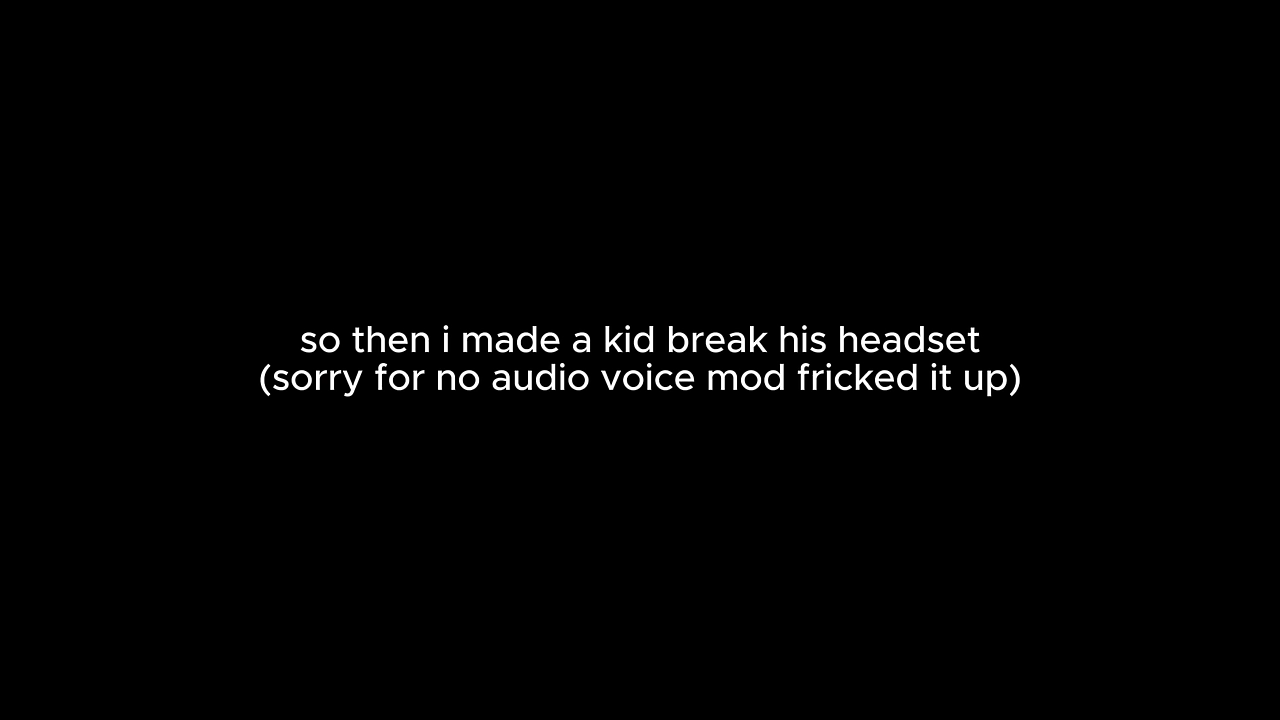 so then i made a kid break his headset
(sorry for no audio voice mod fricked it up)